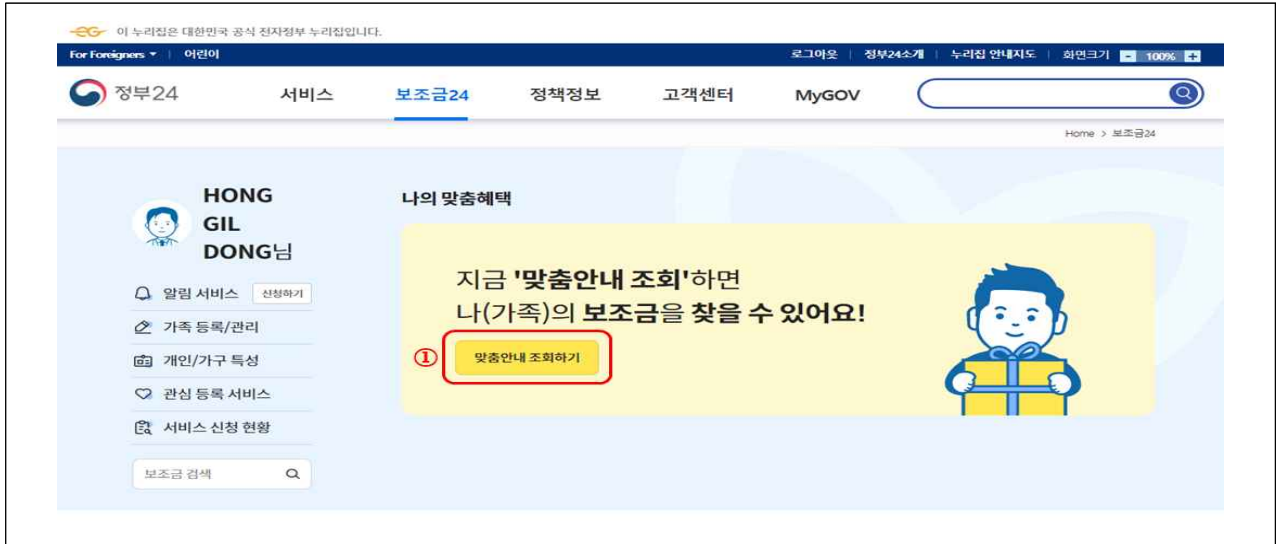 이 누리집은 대한민국 공식 전자정부 누리집입니다.
For Foreigners 어린이 로그아웃 정부24소개 누리집 안내지도 화면크기 - 100% +
정부24 서비스 보조금24 정책정보 고객센터 MyGOV
Home > 보조금24
HONG
GIL
DONG님
알림 서비스 신청하기
가족 등록/관리
개인/가구 특성
관심 등록 서비스
서비스 신청 현황
보조금 검색
나의 맞춤혜택
지금 '맞춤안내 조회'하면
나(가족)의 보조금을 찾을 수 있어요!
① 맞춤안내 조회하기